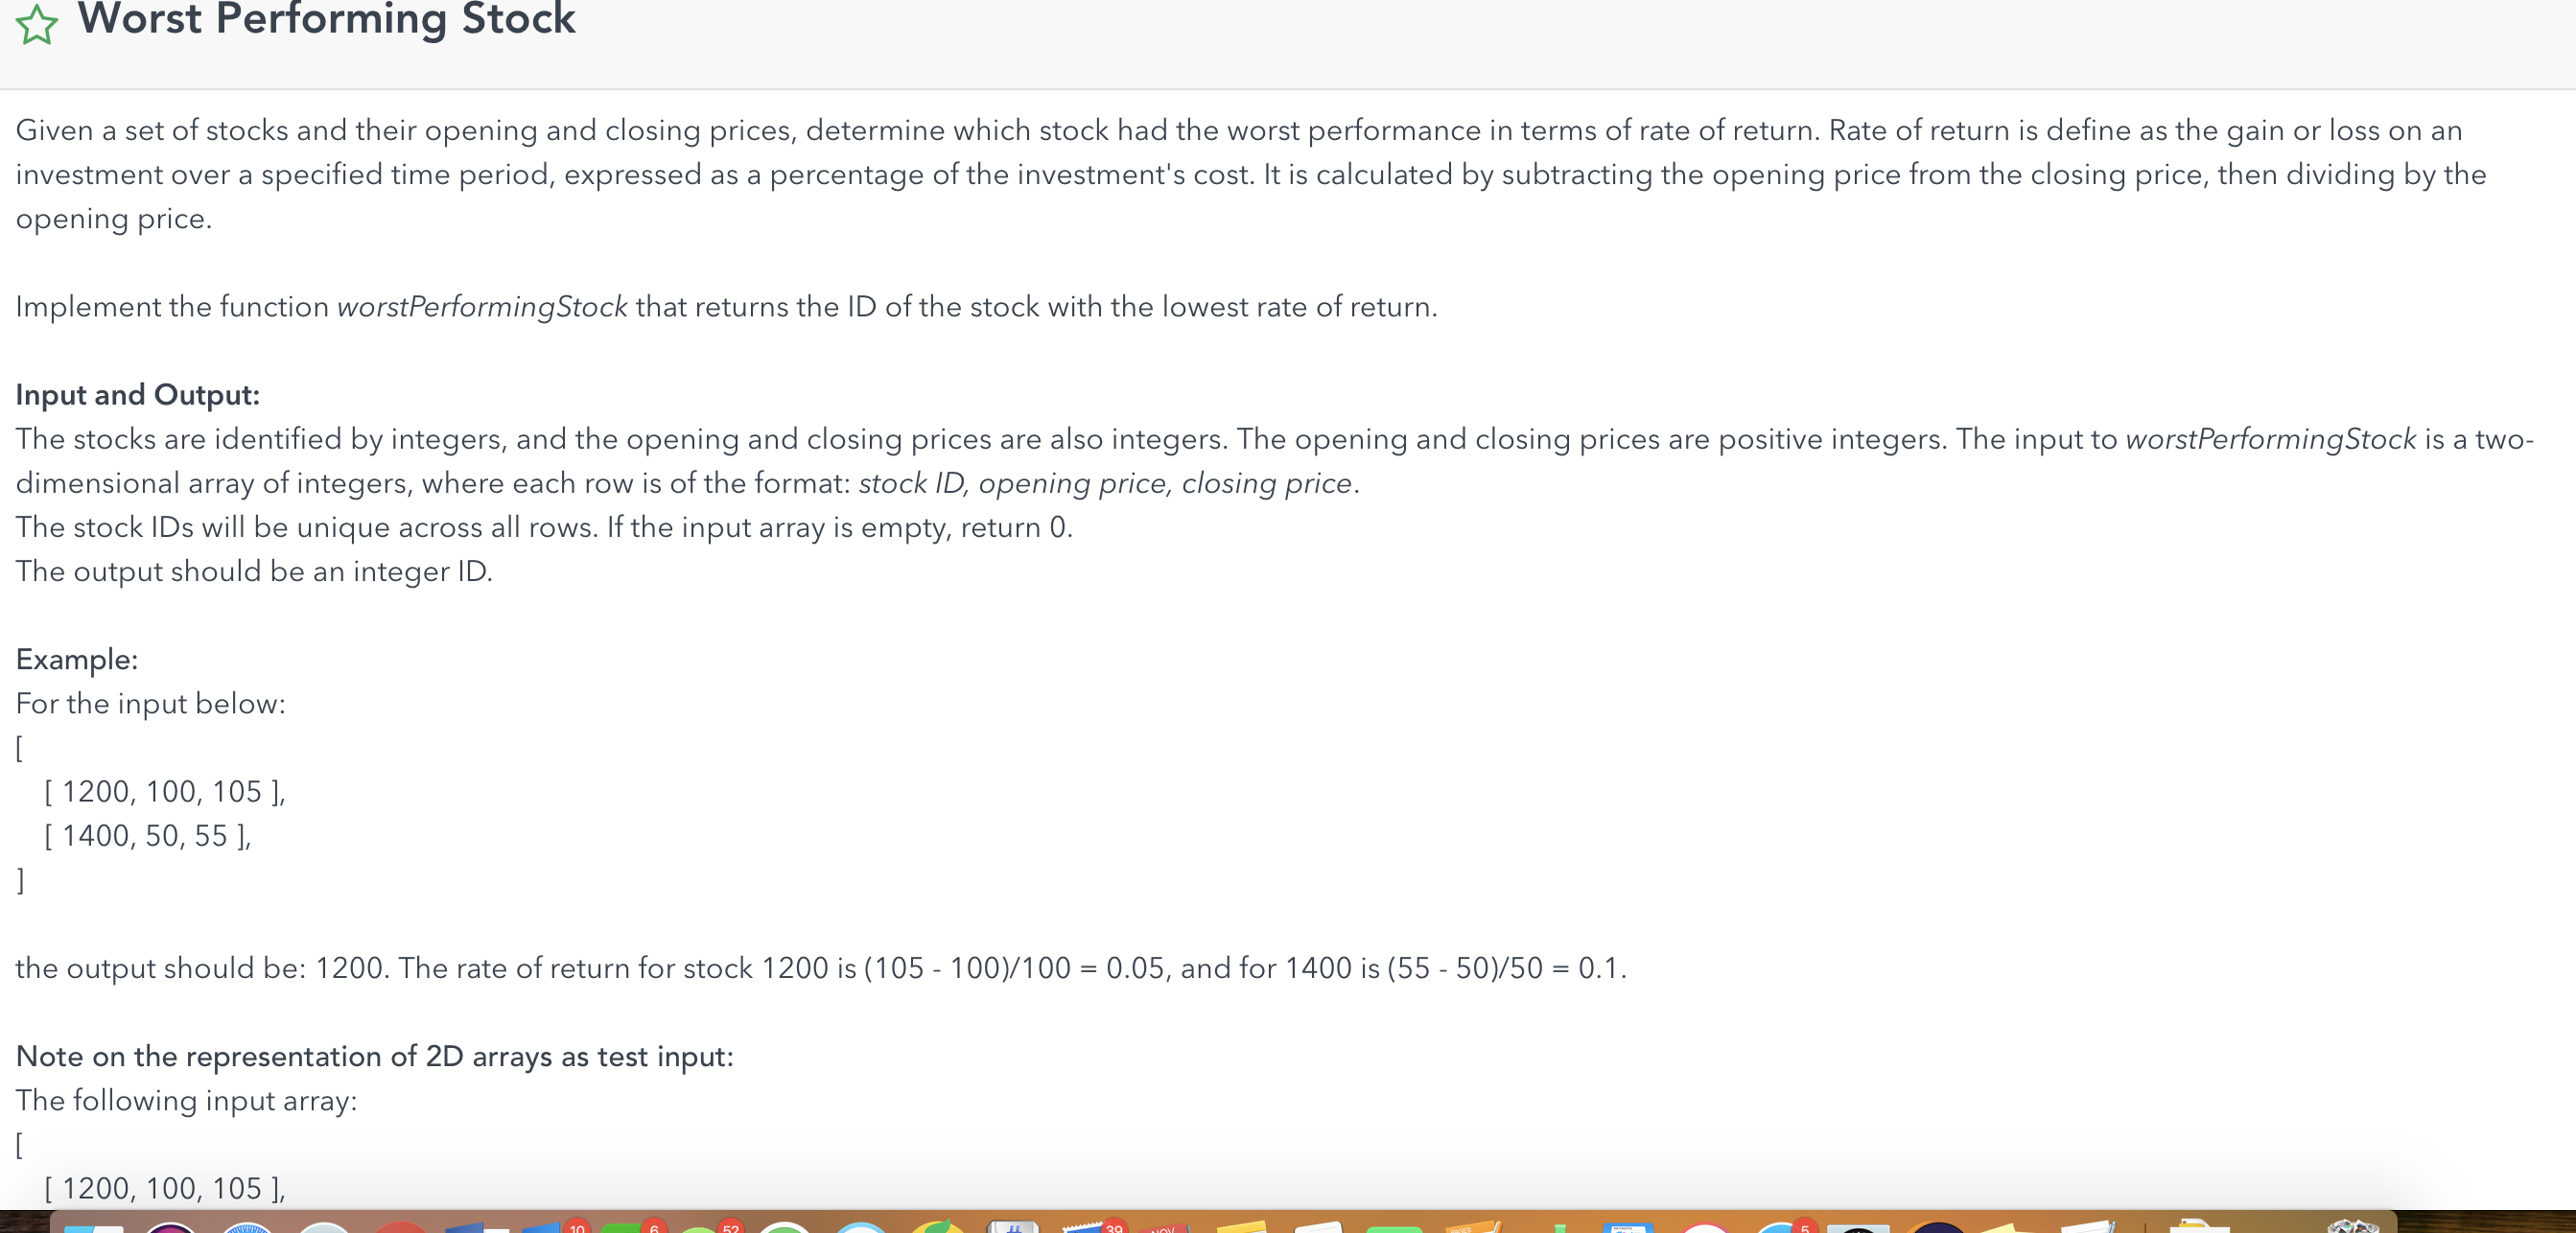 Worst Performing Stock
Given a set of stocks and their opening and closing prices, determine which stock had the worst performance in terms of rate of return. Rate of return is define as the gain or loss on an
investment over a specified time period, expressed as a percentage of the investment's cost. It is calculated by subtracting the opening price from the closing price, then dividing by the
opening price.
Implement the function worstPerformingStock that returns the ID of the stock with the lowest rate of return.
Input and Output:
The stocks are identified by integers, and the opening and closing prices are also integers. The opening and closing prices are positive integers. The input to worstPerformingStock is a two-
dimensional array of integers, where each row is of the format: stock ID, opening price, closing price.
The stock IDs will be unique across all rows. If the input array is empty, return 0.
The output should be an integer ID.
Example:
For the input below:
[
[ 1200, 100, 105 ],
[ 1400, 50, 55 ],
]
the output should be: 1200. The rate of return for stock 1200 is (105 - 100)/100 = 0.05, and for 1400 is (55 - 50)/50 = 0.1.
Note on the representation of 2D arrays as test input:
The following input array:
[
[ 1200, 100, 105 ],
10 6 52 # 39 NOV PAGES 5